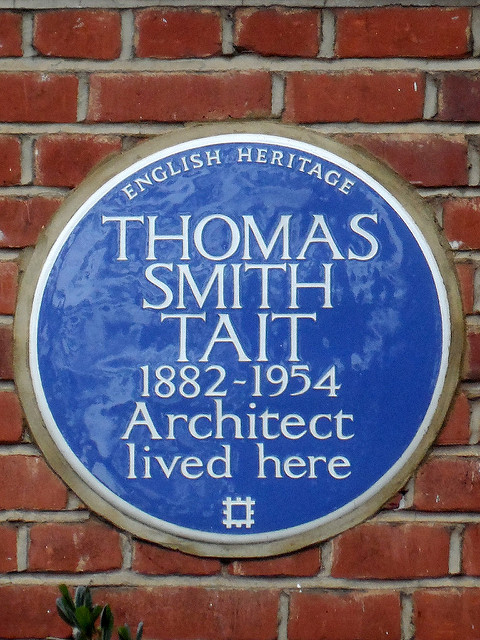 ENGLISH HERITAGE
THOMAS
SMITH
TAIT
1882-1954
Architect
lived here